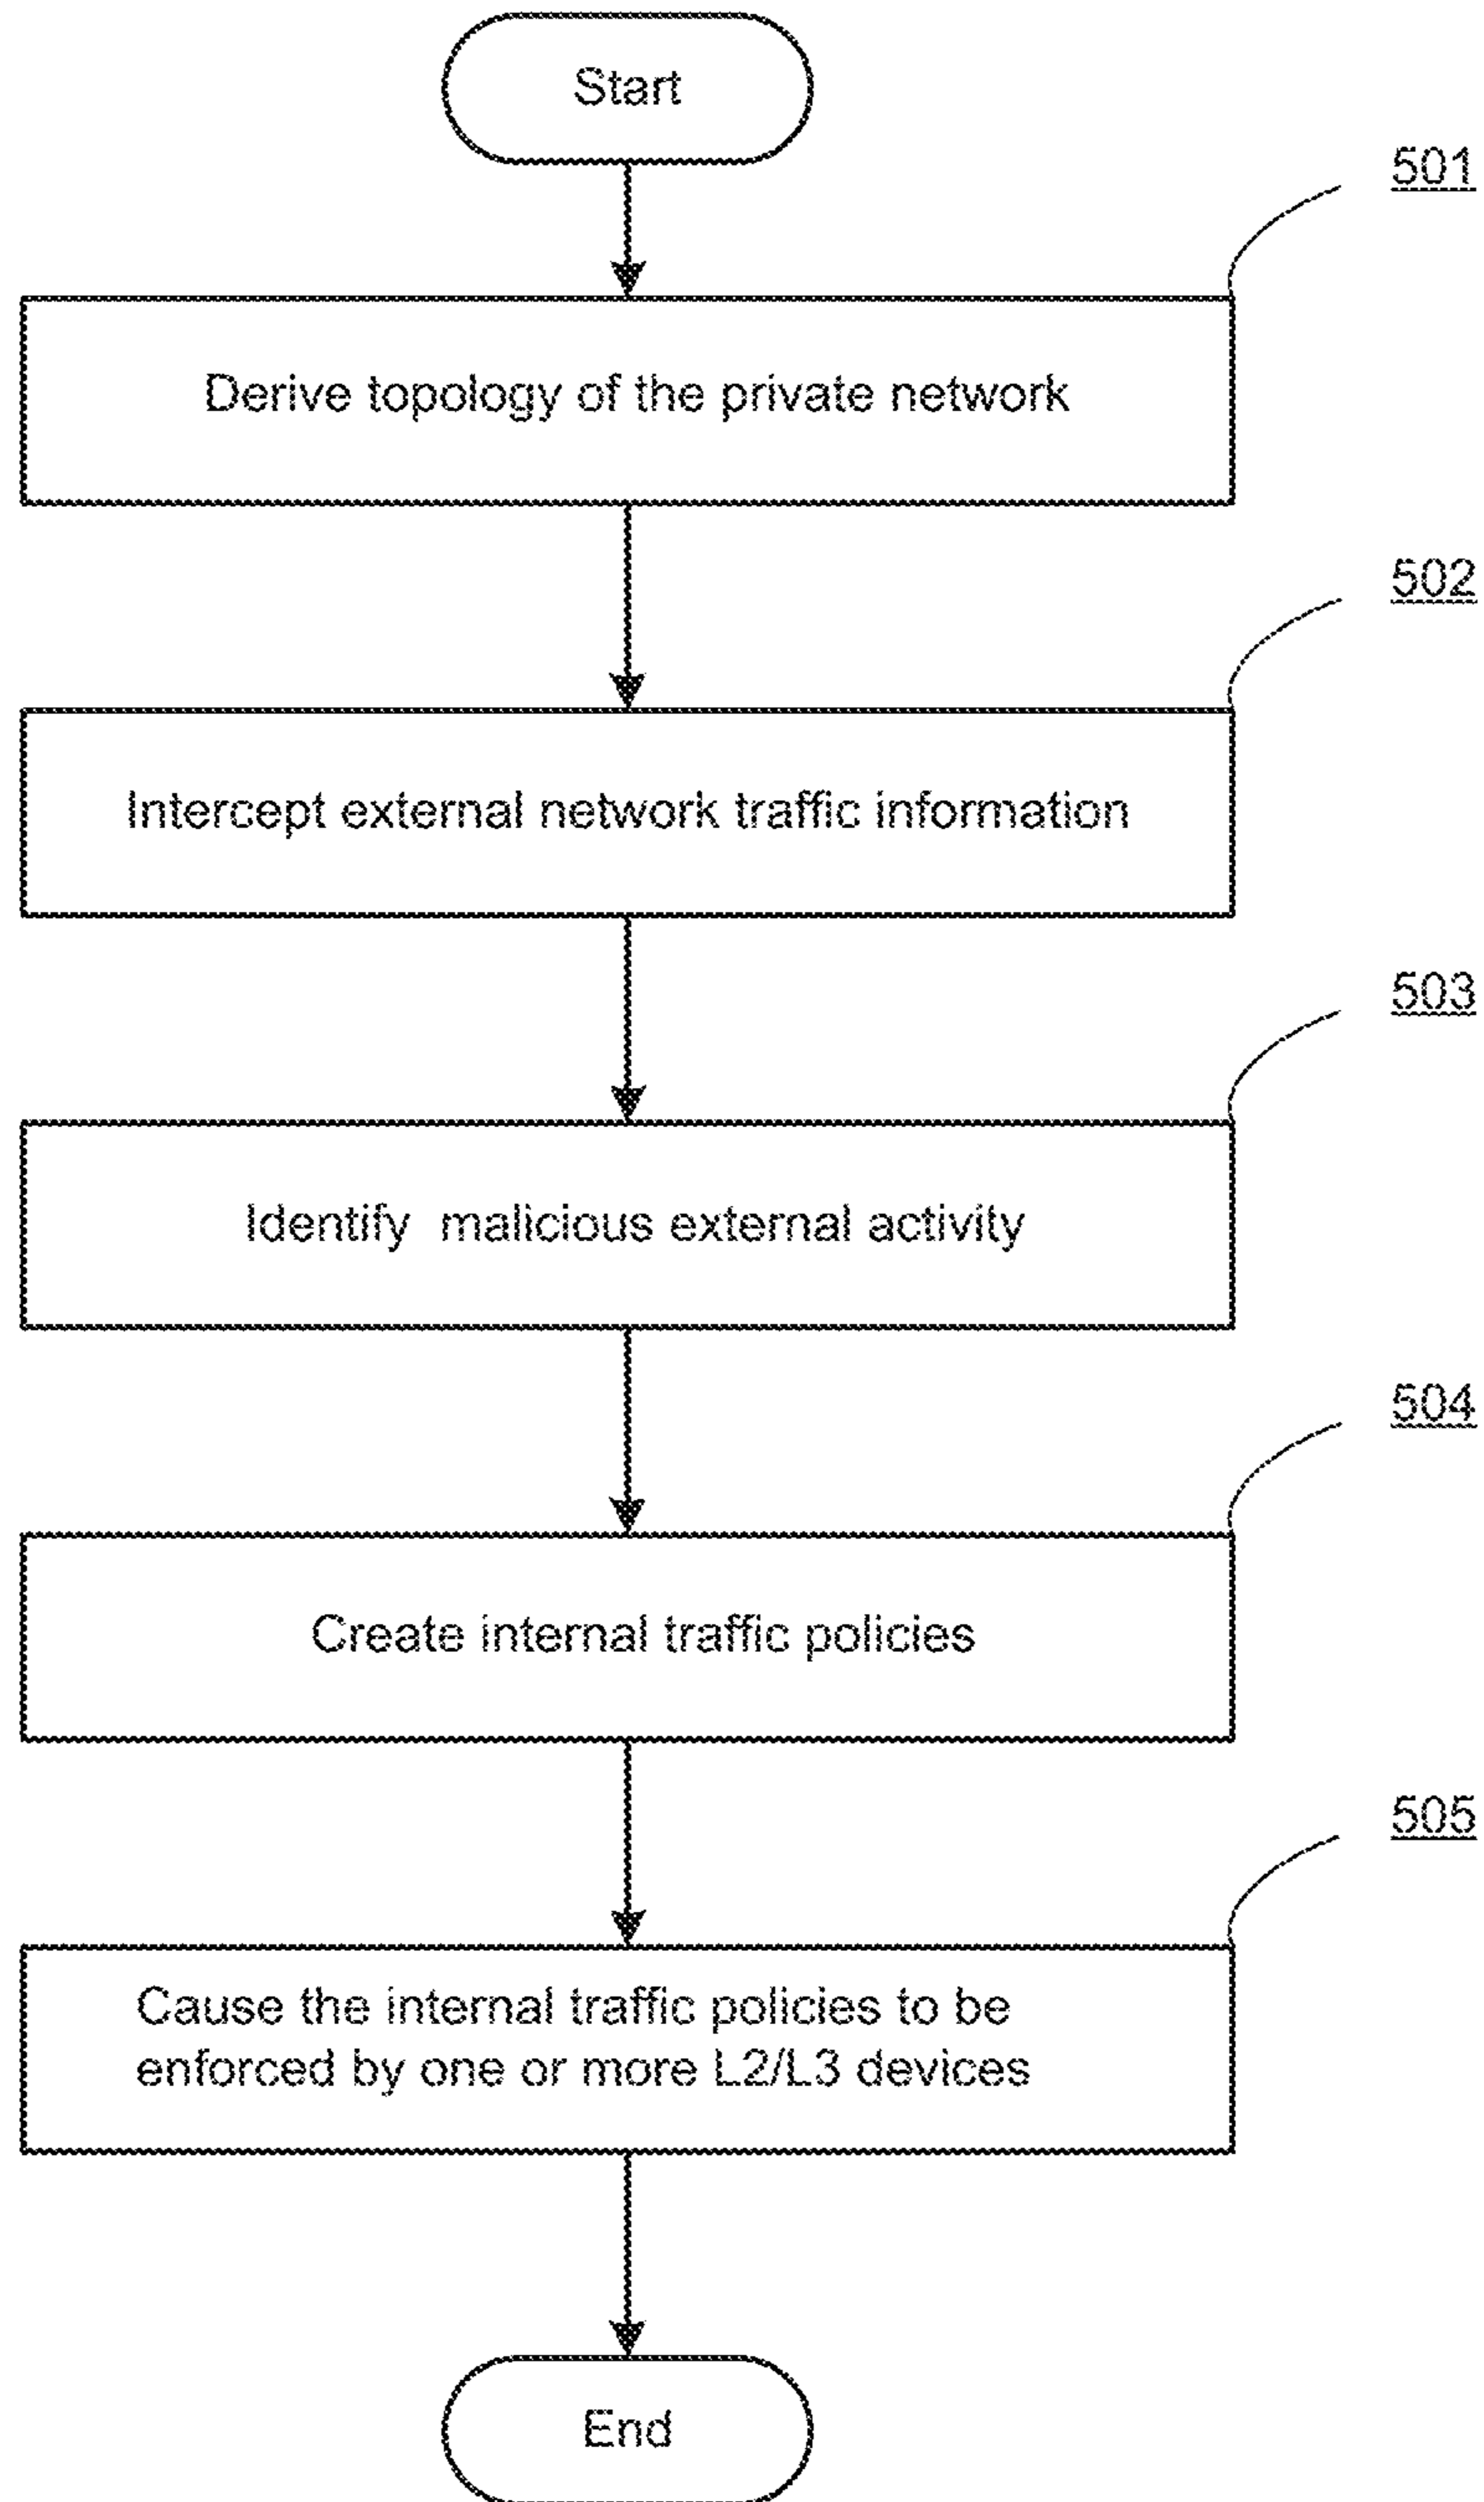 Start
501
Derive topology of the private network
502
Intercept external network traffic information
503
Identify malicious external activity
504
Create internal traffic policies
505
Cause the internal traffic policies to be
enforced by one or more L2/L3 devices
End